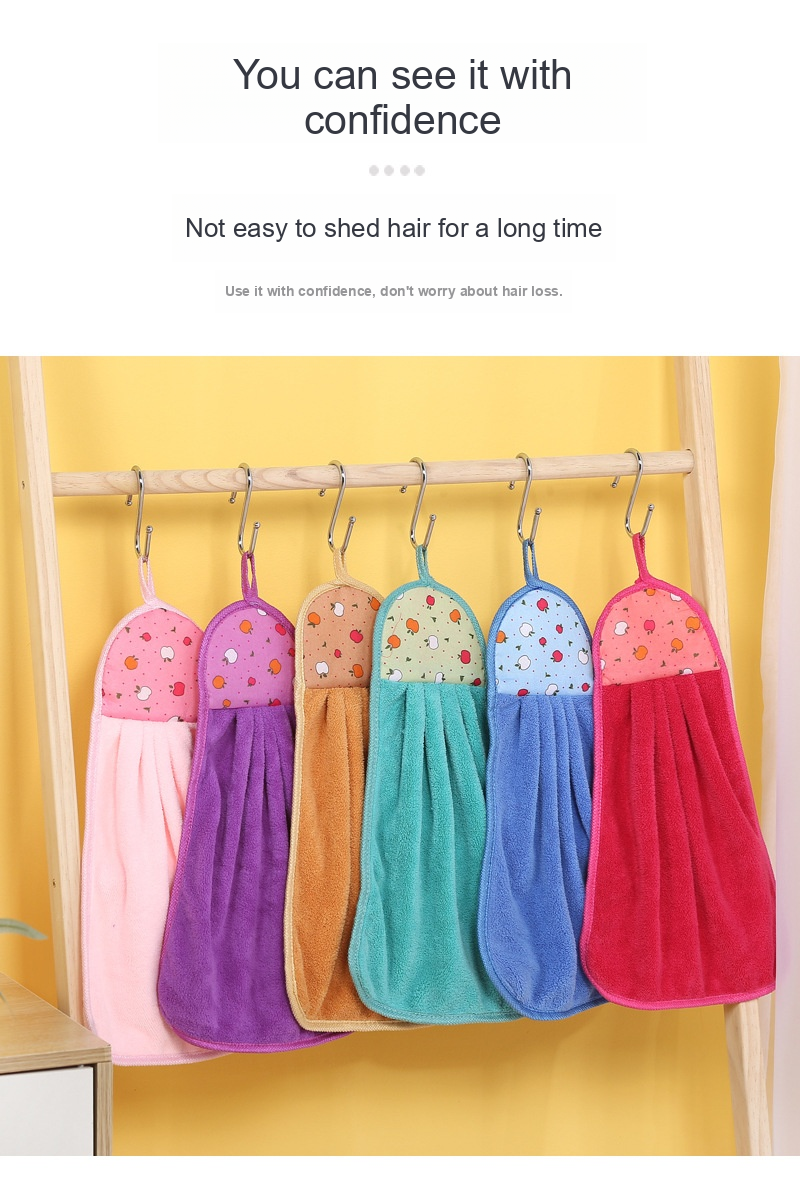 You can see it with
confidence
Not easy to shed hair for a long time
Use it with confidence, don't worry about hair loss.